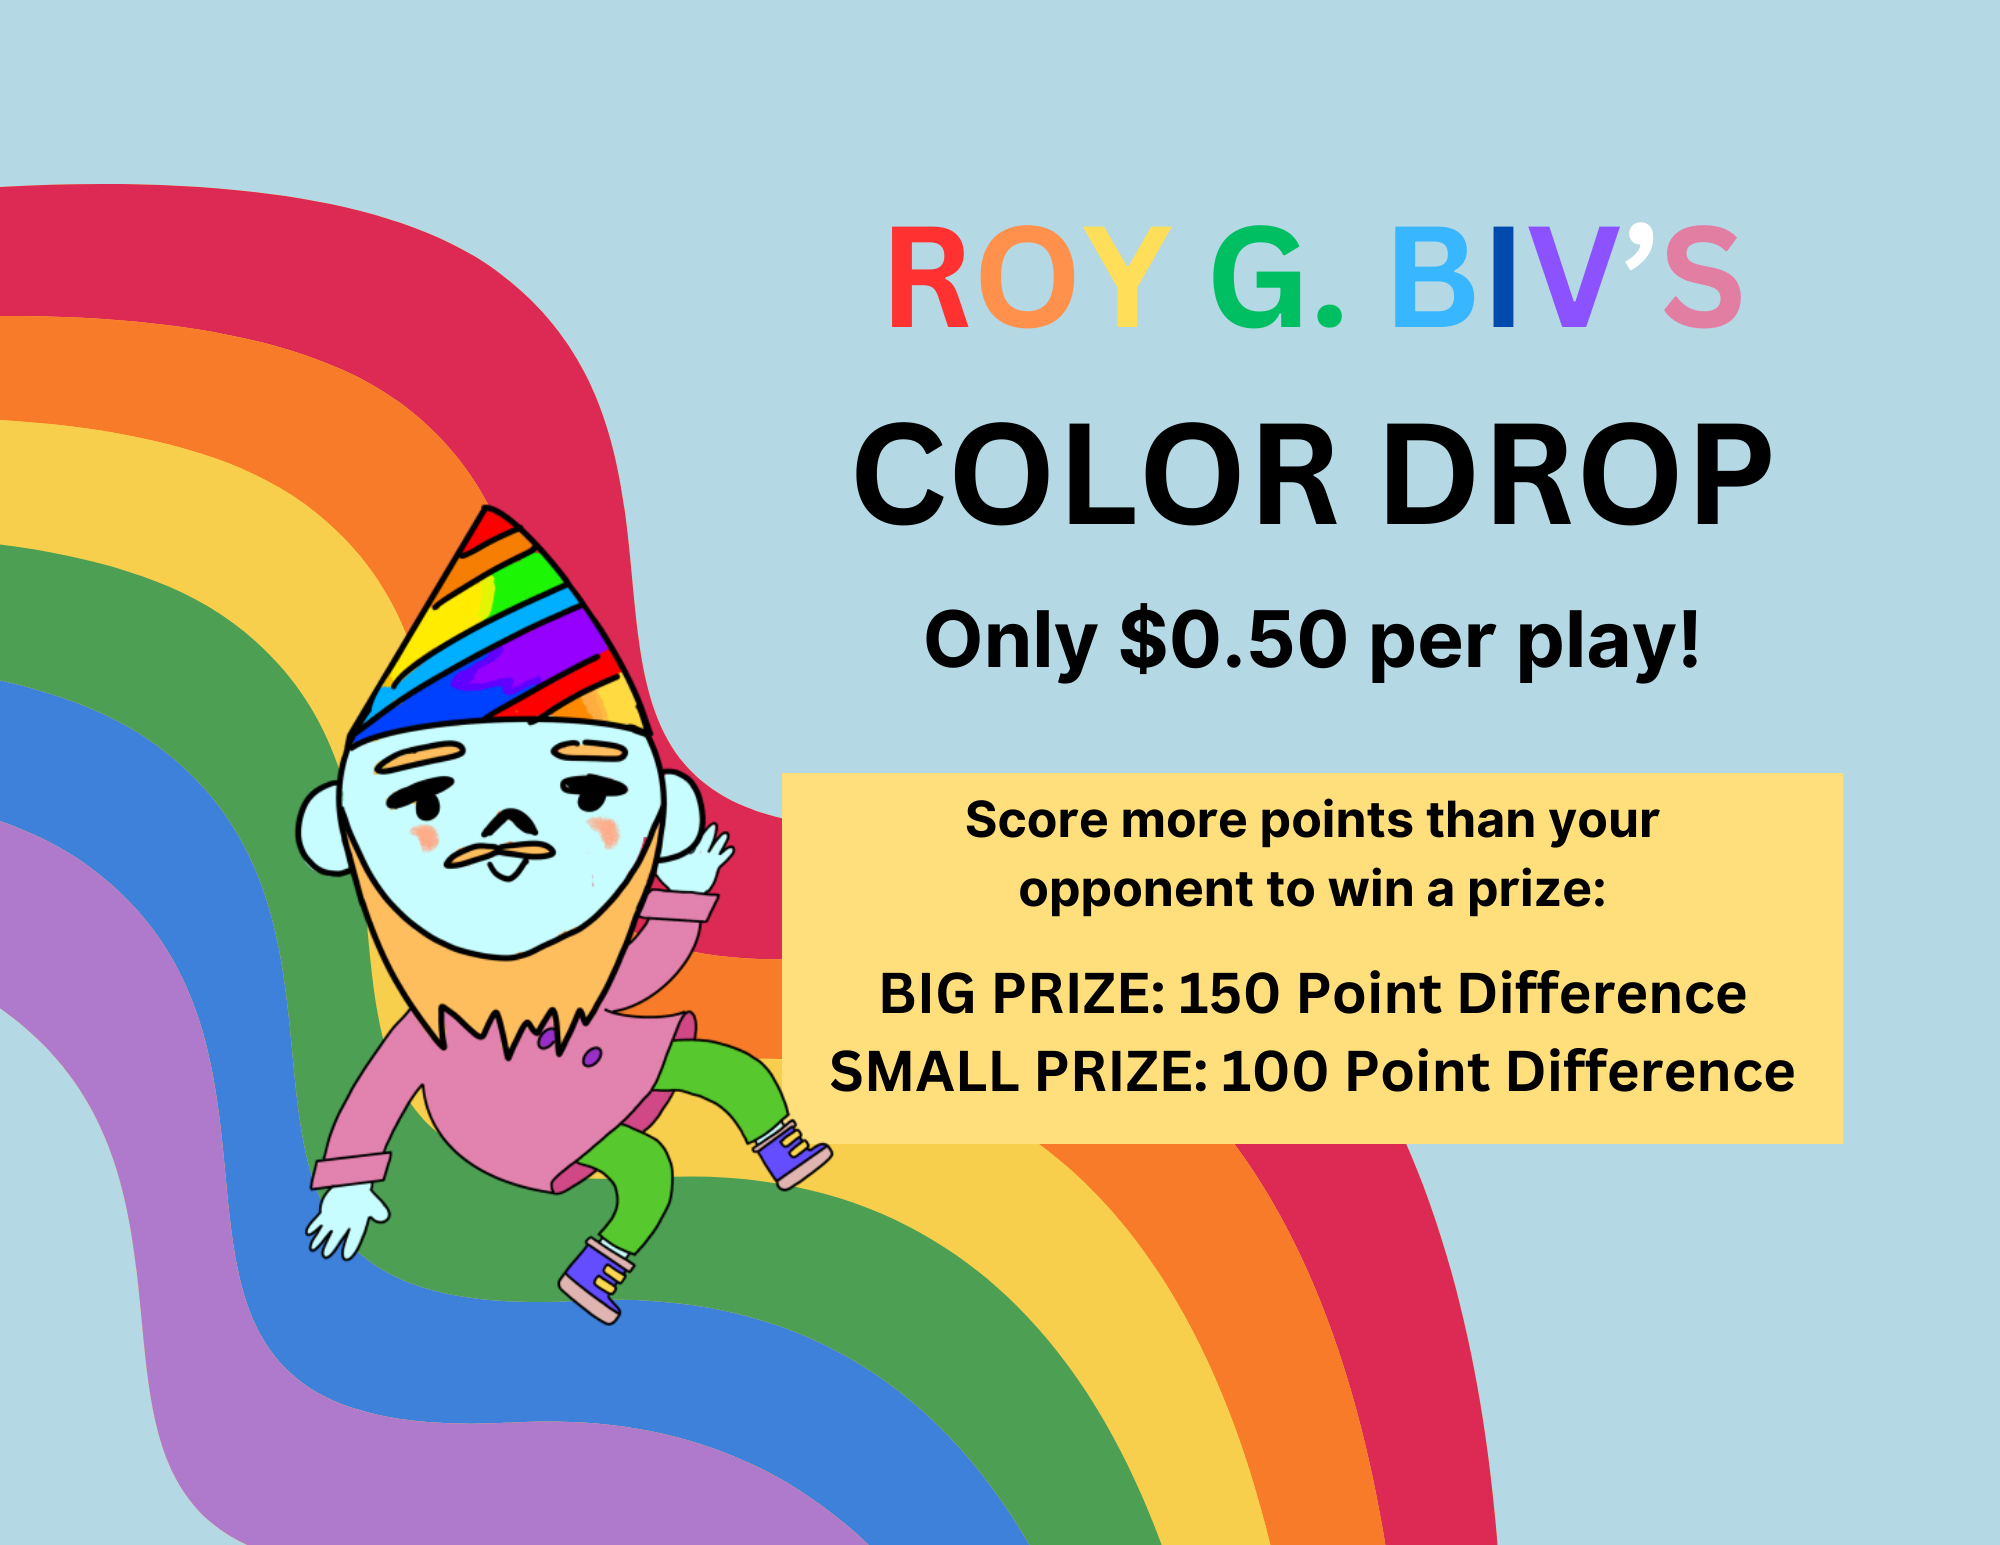 ROY G. BIV’S
COLOR DROP
Only $0.50 per play!
Score more points than your
opponent to win a prize:
BIG PRIZE: 150 Point Difference
SMALL PRIZE: 100 Point Difference